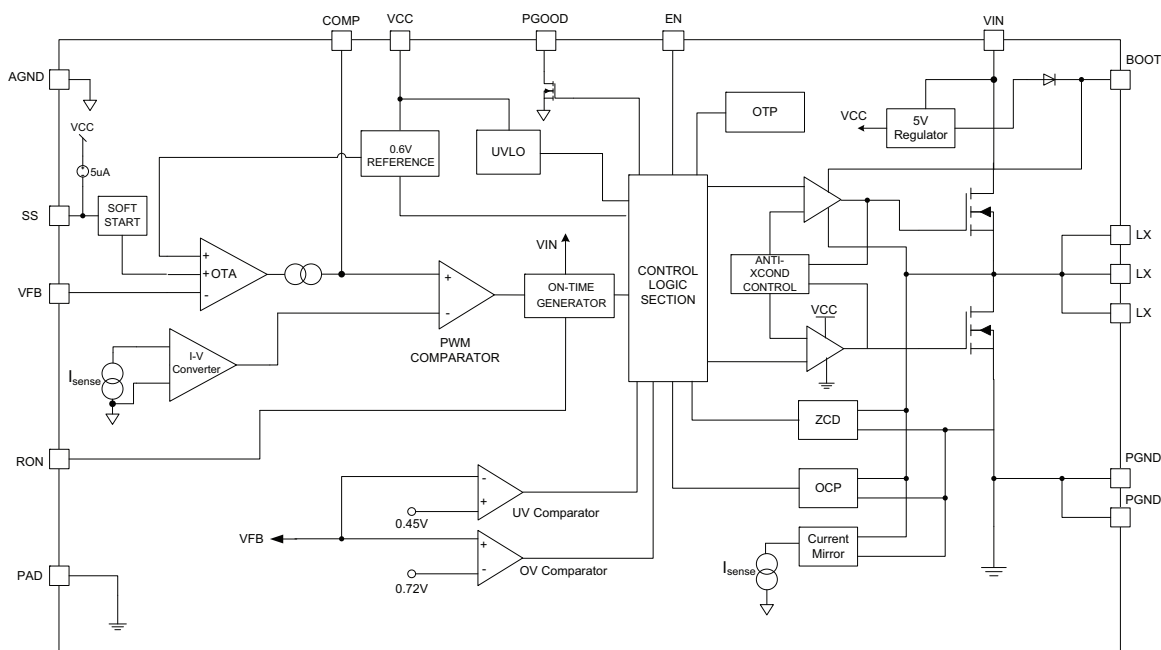 COMP
VCC
PGOOD
EN
VIN
BOOT
AGND
VCC
5uA
0.6V
REFERENCE
UVLO
OTP
VCC
5V
Regulator
SS
SOFT
START
VIN
CONTROL
LOGIC
SECTION
ANTI-
XCOND
CONTROL
LX
LX
LX
VFB
+
+
-
OTA
+
-
PWM
COMPARATOR
ON-TIME
GENERATOR
VCC
I-V
Converter
Isense
ZCD
RON
PGND
PGND
OCP
-
+
0.45V
UV Comparator
VFB
+
-
0.72V
OV Comparator
Current
Mirror
Isense
PAD